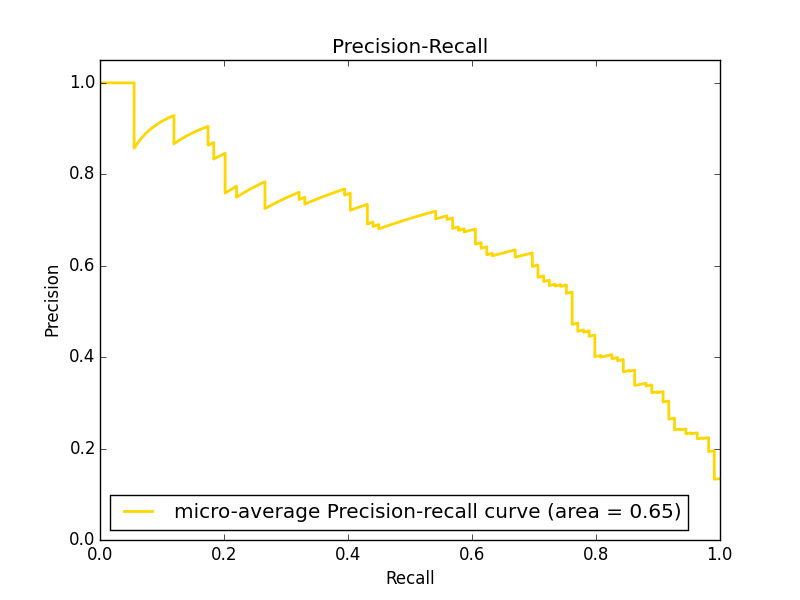 Precision-Recall
1.0
0.8
0.6
0.4
0.2
0.0
Precision
micro-average Precision-recall curve (area = 0.65)
0.0 0.2 0.4 0.6 0.8 1.0
Recall